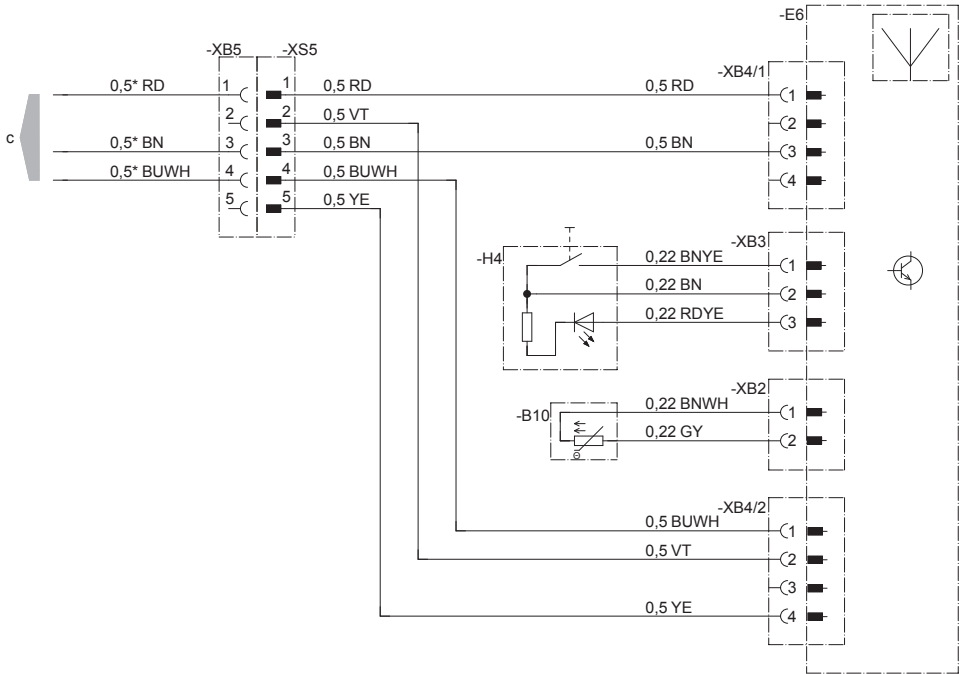 -E6
-XB5 -XS5
-XB4/1
0,5* RD 1 1 0,5 RD 0,5 RD 1
2 2 0,5 VT 2
c
0,5* BN 3 3 0,5 BN 0,5 BN 3
0,5* BUWH 4 4 0,5 BUWH 4
5 5 0,5 YE
-XB3
-H4
0,22 BNYE 1
0,22 BN 2
0,22 RDYE 3
-XB2
-B10
0,22 BNWH 1
0,22 GY 2
Θ
-XB4/2
0,5 BUWH 1
0,5 VT 2
3
0,5 YE 4